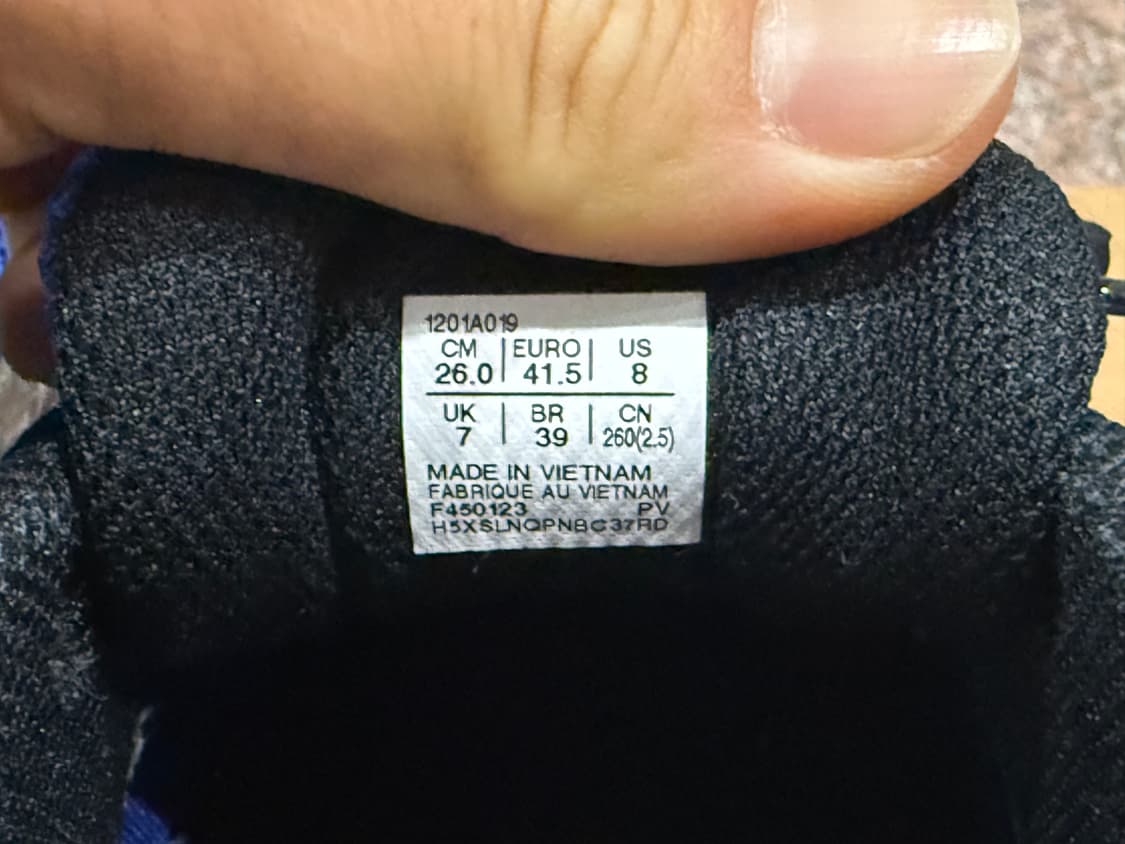 1201A019
CM | EURO | US
26.0 | 41.5 | 8
UK | BR | CN
7 | 39 | 260(2.5)
MADE IN VIETNAM
FABRIQUE AU VIETNAM
F450123 PV
H5XSLNQPNBC37RD